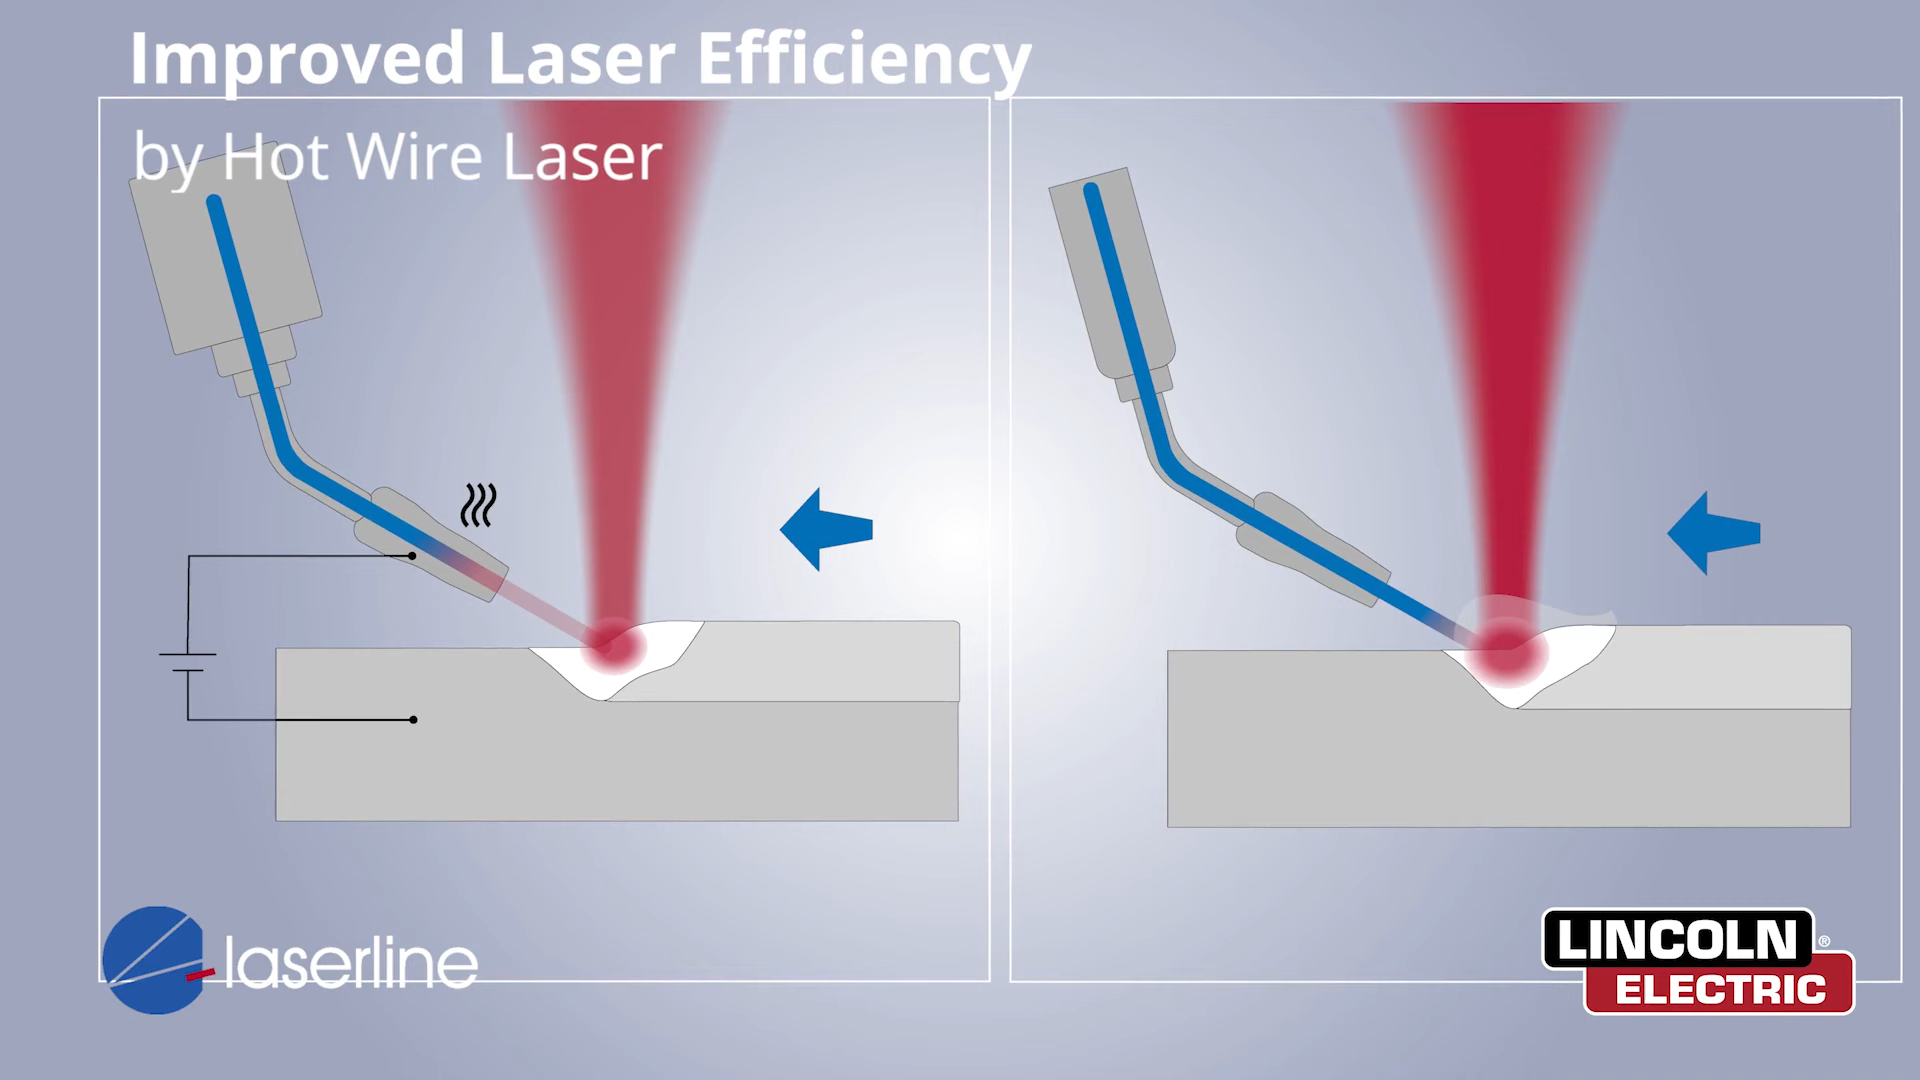 Improved Laser Efficiency
by Hot Wire Laser
laserline
LINCOLN
®
ELECTRIC